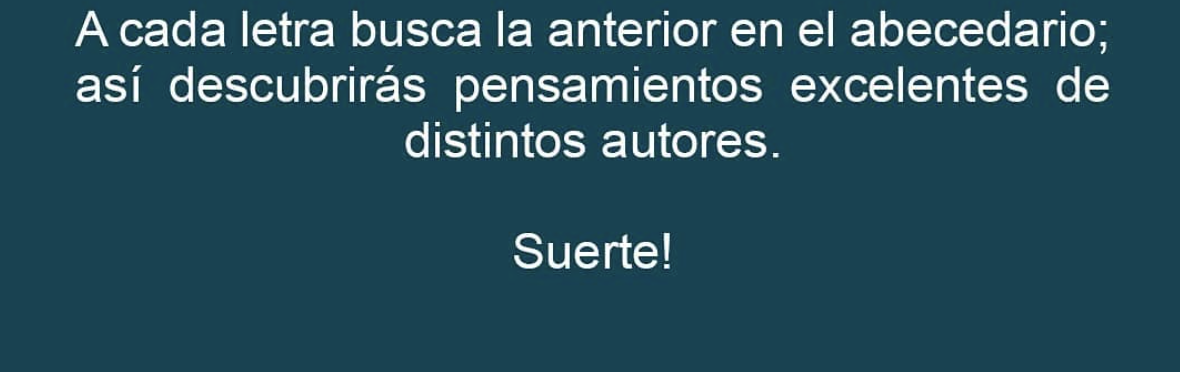 A cada letra busca la anterior en el abecedario;
así descubrirás pensamientos excelentes de
distintos autores.
Suerte!